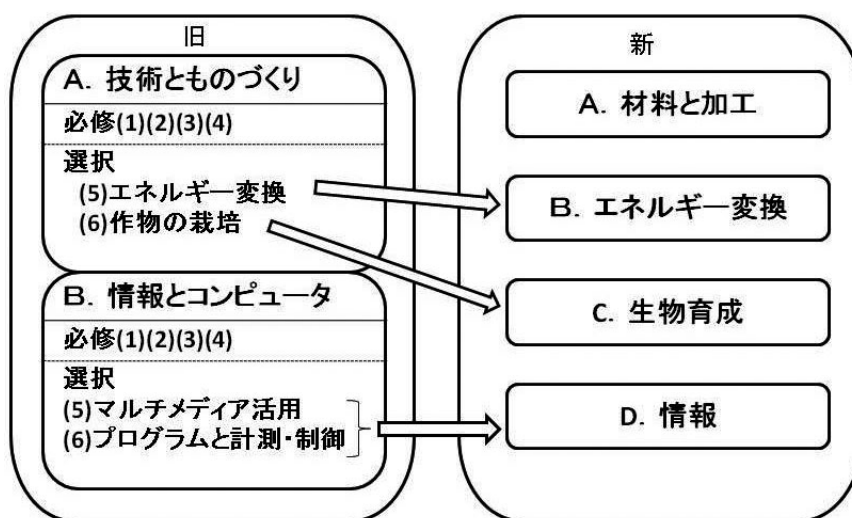 旧
A. 技術とものづくり
必修(1)(2)(3)(4)
選択
(5)エネルギー変換
(6)作物の栽培
B. 情報とコンピュータ
必修(1)(2)(3)(4)
選択
(5)マルチメディア活用
(6)プログラムと計測・制御
新
A. 材料と加工
B. エネルギー変換
C. 生物育成
D. 情報